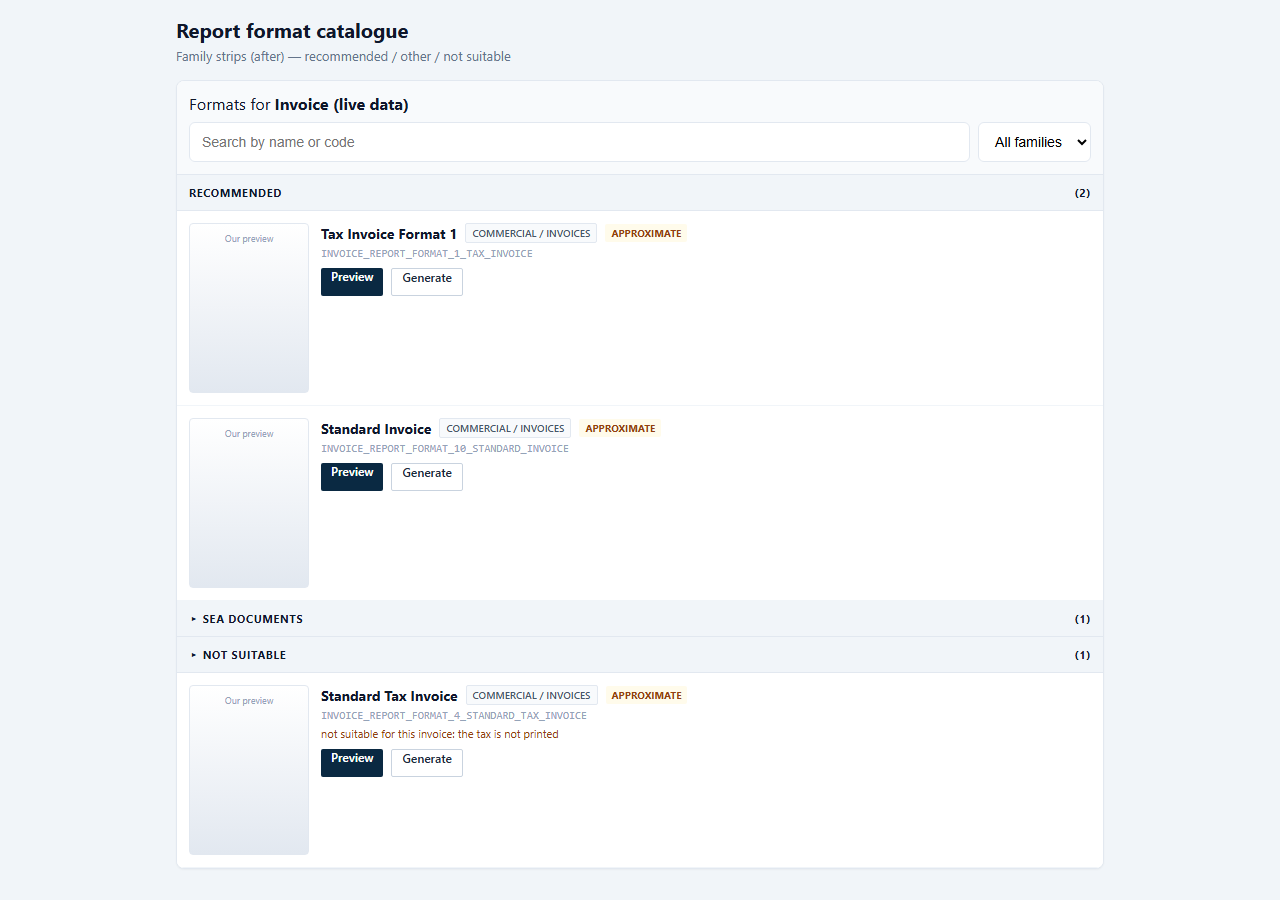 Report format catalogue
Family strips (after) — recommended / other / not suitable
Formats for Invoice (live data)
Search by name or code All families
RECOMMENDED (2)
Our preview
Tax Invoice Format 1 COMMERCIAL / INVOICES APPROXIMATE
INVOICE_REPORT_FORMAT_1_TAX_INVOICE
Preview Generate
Our preview
Standard Invoice COMMERCIAL / INVOICES APPROXIMATE
INVOICE_REPORT_FORMAT_10_STANDARD_INVOICE
Preview Generate
▸ SEA DOCUMENTS (1)
▸ NOT SUITABLE (1)
Our preview
Standard Tax Invoice COMMERCIAL / INVOICES APPROXIMATE
INVOICE_REPORT_FORMAT_4_STANDARD_TAX_INVOICE
not suitable for this invoice: the tax is not printed
Preview Generate